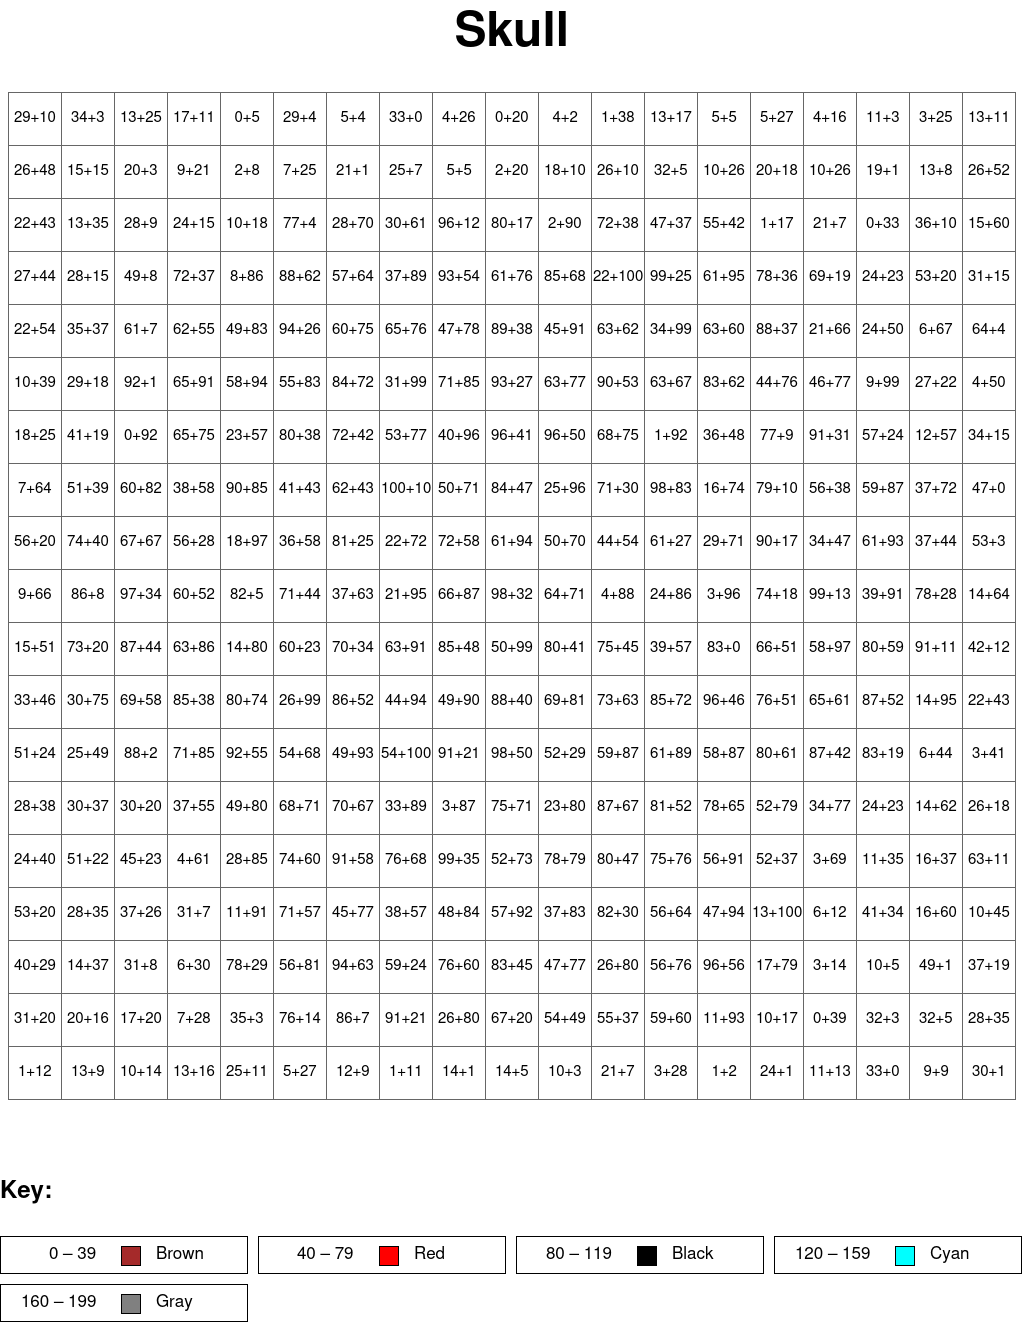 Skull
29+10 34+3 13+25 17+11 0+5 29+4 5+4 33+0 4+26 0+20 4+2 1+38 13+17 5+5 5+27 4+16 11+3 3+25 13+11
26+48 15+15 20+3 9+21 2+8 7+25 21+1 25+7 5+5 2+20 18+10 26+10 32+5 10+26 20+18 10+26 19+1 13+8 26+52
22+43 13+35 28+9 24+15 10+18 77+4 28+70 30+61 96+12 80+17 2+90 72+38 47+37 55+42 1+17 21+7 0+33 36+10 15+60
27+44 28+15 49+8 72+37 8+86 88+62 57+64 37+89 93+54 61+76 85+68 22+100 99+25 61+95 78+36 69+19 24+23 53+20 31+15
22+54 35+37 61+7 62+55 49+83 94+26 60+75 65+76 47+78 89+38 45+91 63+62 34+99 63+60 88+37 21+66 24+50 6+67 64+4
10+39 29+18 92+1 65+91 58+94 55+83 84+72 31+99 71+85 93+27 63+77 90+53 63+67 83+62 44+76 46+77 9+99 27+22 4+50
18+25 41+19 0+92 65+75 23+57 80+38 72+42 53+77 40+96 96+41 96+50 68+75 1+92 36+48 77+9 91+31 57+24 12+57 34+15
7+64 51+39 60+82 38+58 90+85 41+43 62+43 100+10 50+71 84+47 25+96 71+30 98+83 16+74 79+10 56+38 59+87 37+72 47+0
56+20 74+40 67+67 56+28 18+97 36+58 81+25 22+72 72+58 61+94 50+70 44+54 61+27 29+71 90+17 34+47 61+93 37+44 53+3
9+66 86+8 97+34 60+52 82+5 71+44 37+63 21+95 66+87 98+32 64+71 4+88 24+86 3+96 74+18 99+13 39+91 78+28 14+64
15+51 73+20 87+44 63+86 14+80 60+23 70+34 63+91 85+48 50+99 80+41 75+45 39+57 83+0 66+51 58+97 80+59 91+11 42+12
33+46 30+75 69+58 85+38 80+74 26+99 86+52 44+94 49+90 88+40 69+81 73+63 85+72 96+46 76+51 65+61 87+52 14+95 22+43
51+24 25+49 88+2 71+85 92+55 54+68 49+93 54+100 91+21 98+50 52+29 59+87 61+89 58+87 80+61 87+42 83+19 6+44 3+41
28+38 30+37 30+20 37+55 49+80 68+71 70+67 33+89 3+87 75+71 23+80 87+67 81+52 78+65 52+79 34+77 24+23 14+62 26+18
24+40 51+22 45+23 4+61 28+85 74+60 91+58 76+68 99+35 52+73 78+79 80+47 75+76 56+91 52+37 3+69 11+35 16+37 63+11
53+20 28+35 37+26 31+7 11+91 71+57 45+77 38+57 48+84 57+92 37+83 82+30 56+64 47+94 13+100 6+12 41+34 16+60 10+45
40+29 14+37 31+8 6+30 78+29 56+81 94+63 59+24 76+60 83+45 47+77 26+80 56+76 96+56 17+79 3+14 10+5 49+1 37+19
31+20 20+16 17+20 7+28 35+3 76+14 86+7 91+21 26+80 67+20 54+49 55+37 59+60 11+93 10+17 0+39 32+3 32+5 28+35
1+12 13+9 10+14 13+16 25+11 5+27 12+9 1+11 14+1 14+5 10+3 21+7 3+28 1+2 24+1 11+13 33+0 9+9 30+1
Key:
0 – 39 Brown 40 – 79 Red 80 – 119 Black 120 – 159 Cyan
160 – 199 Gray